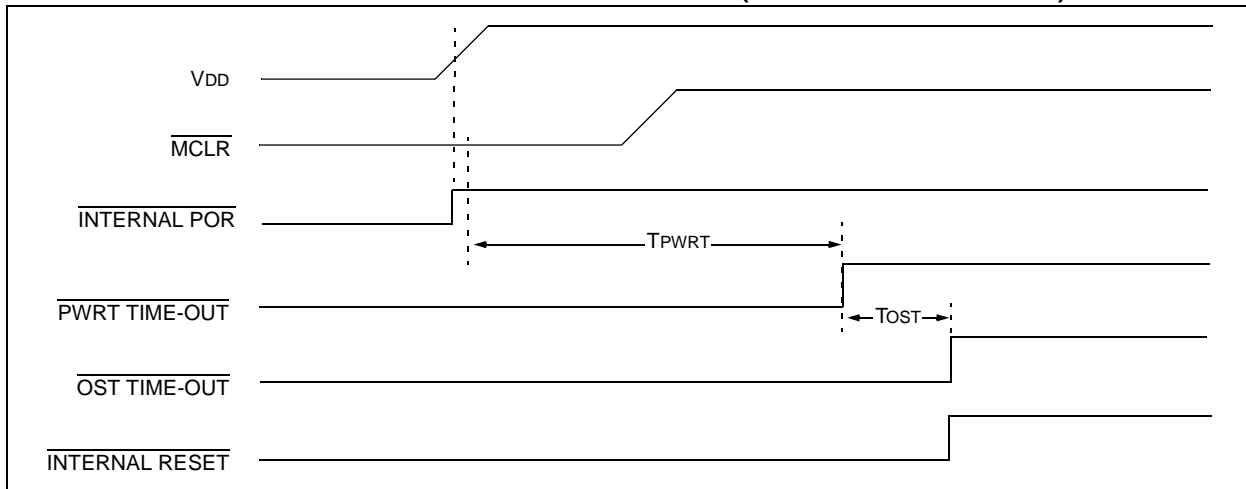 VDD
MCLR
INTERNAL POR
TPWRT
PWRT TIME-OUT
TOST
OST TIME-OUT
INTERNAL RESET